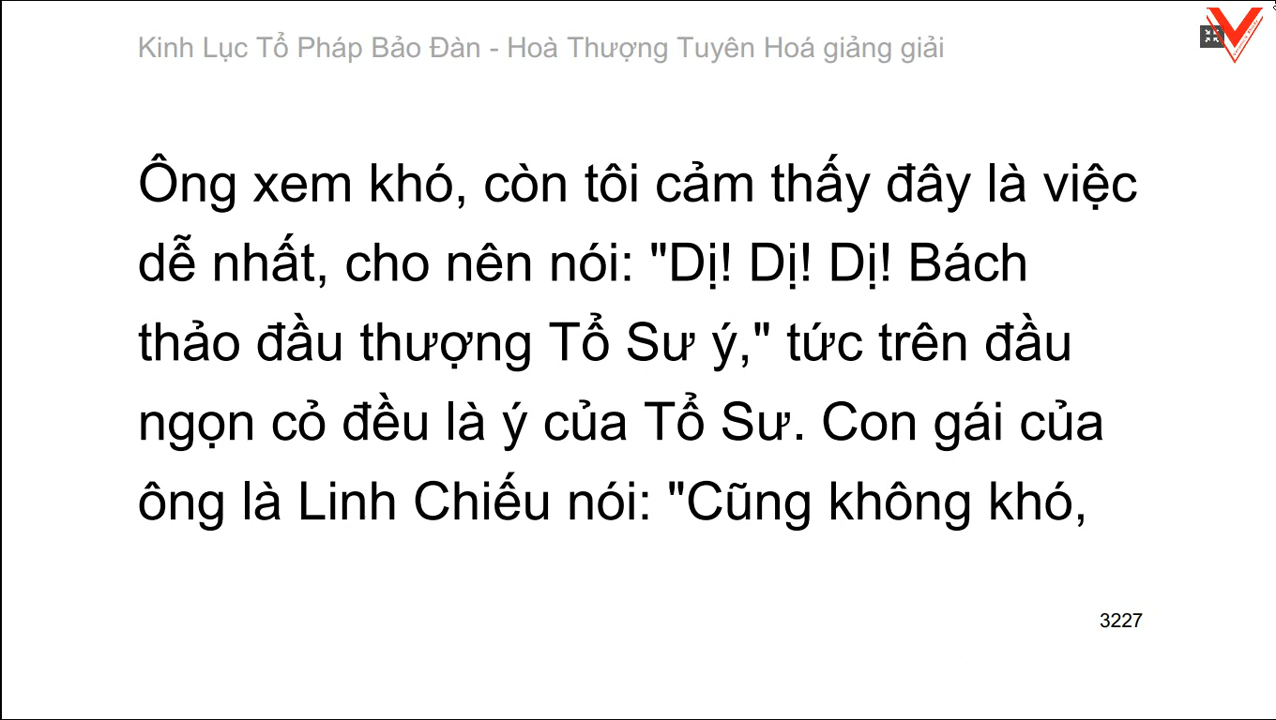 Kinh Lục Tổ Pháp Bảo Đàn - Hoà Thượng Tuyên Hoá giảng giải
Ông xem khó, còn tôi cảm thấy đây là việc
dễ nhất, cho nên nói: "Dị! Dị! Dị! Bách
thảo đầu thượng Tổ Sư ý," tức trên đầu
ngọn cỏ đều là ý của Tổ Sư. Con gái của
ông là Linh Chiếu nói: "Cũng không khó,
3227